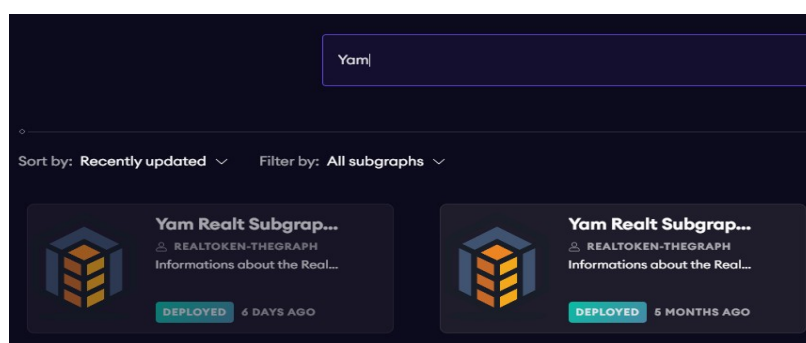 Yam
Sort by: Recently updated Filter by: All subgraphs
Yam Realt Subgrap...
REALTOKEN-THEGRAPH
Informations about the Real...
DEPLOYED 6 DAYS AGO
Yam Realt Subgrap...
REALTOKEN-THEGRAPH
Informations about the Real...
DEPLOYED 5 MONTHS AGO